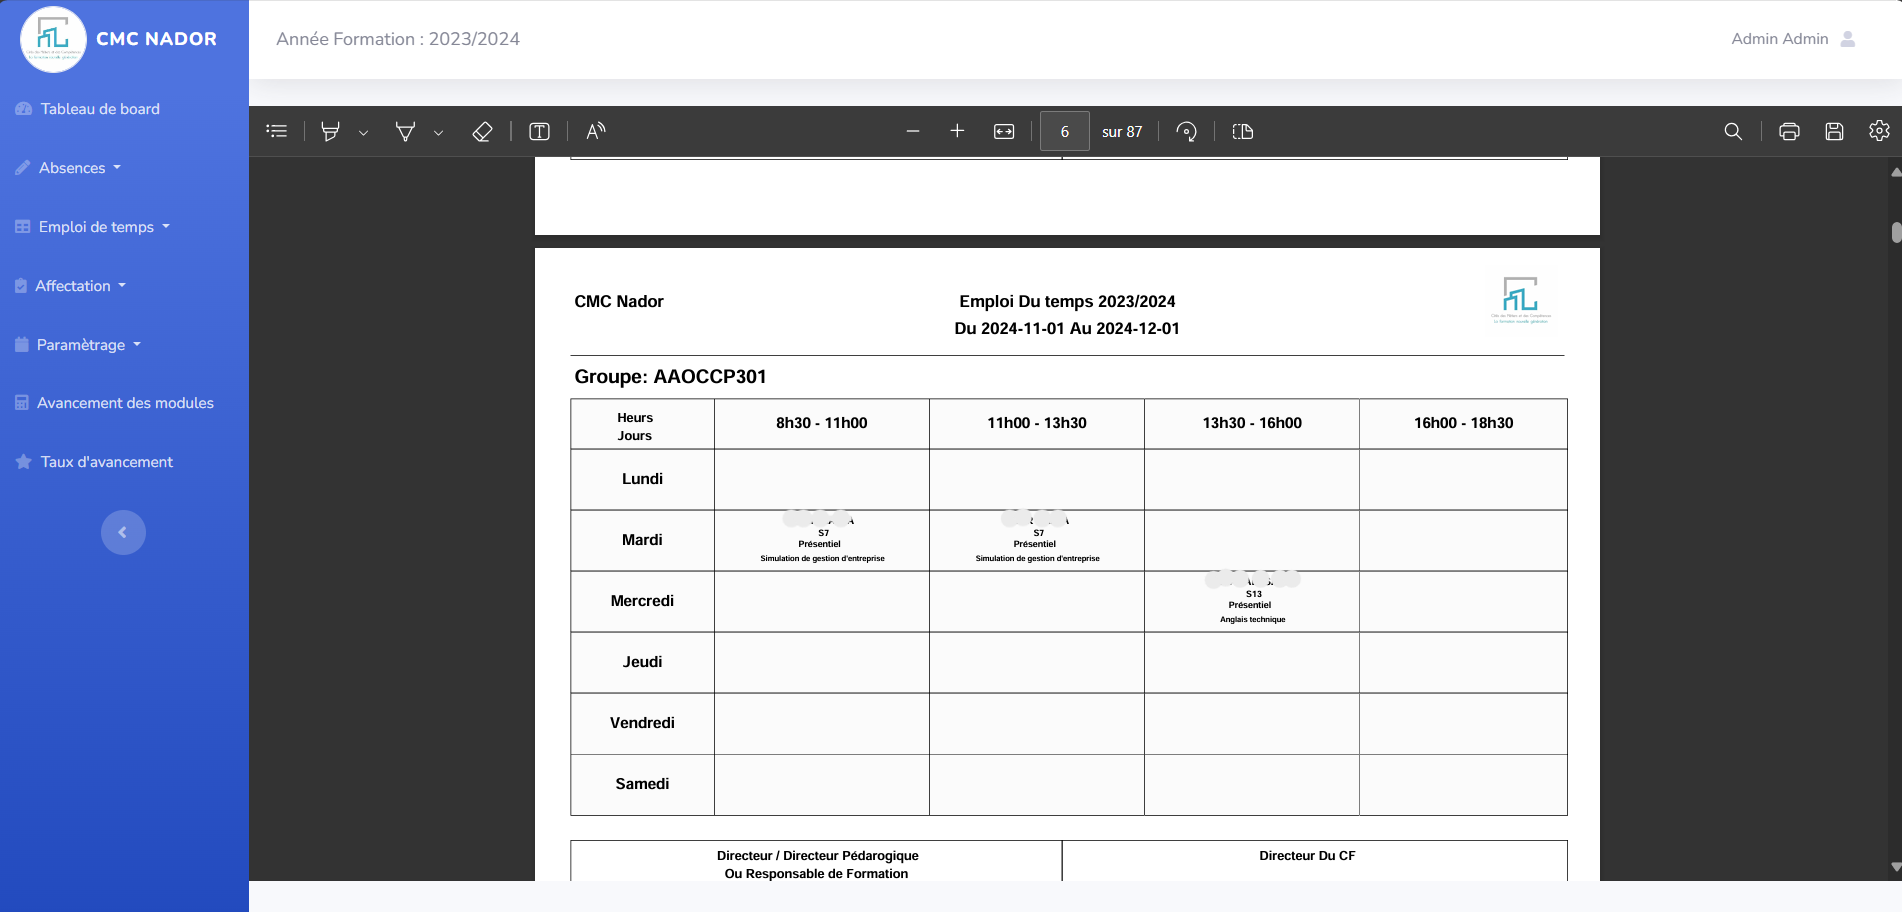 CMC NADOR
Année Formation : 2023/2024
Admin Admin
Tableau de board
Absences
Emploi de temps
Affectation
Paramètrage
Avancement des modules
Taux d'avancement
6 sur 87
CMC Nador
Emploi Du temps 2023/2024
Du 2024-11-01 Au 2024-12-01
Groupe: AAOCCP301
Heurs
Jours
8h30 - 11h00
11h00 - 13h30
13h30 - 16h00
16h00 - 18h30
Lundi
Mardi
S7
Présentiel
Simulation de gestion d'entreprise
S7
Présentiel
Simulation de gestion d'entreprise
Mercredi
S13
Présentiel
Anglais technique
Jeudi
Vendredi
Samedi
Directeur / Directeur Pédarogique
Ou Responsable de Formation
Directeur Du CF